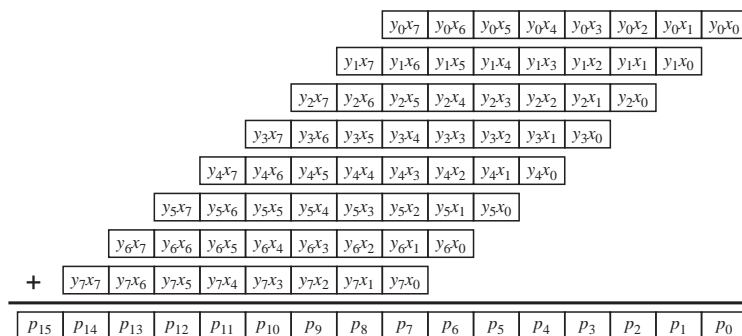 y₀x₇ y₀x₆ y₀x₅ y₀x₄ y₀x₃ y₀x₂ y₀x₁ y₀x₀
y₁x₇ y₁x₆ y₁x₅ y₁x₄ y₁x₃ y₁x₂ y₁x₁ y₁x₀
y₂x₇ y₂x₆ y₂x₅ y₂x₄ y₂x₃ y₂x₂ y₂x₁ y₂x₀
y₃x₇ y₃x₆ y₃x₅ y₃x₄ y₃x₃ y₃x₂ y₃x₁ y₃x₀
y₄x₇ y₄x₆ y₄x₅ y₄x₄ y₄x₃ y₄x₂ y₄x₁ y₄x₀
y₅x₇ y₅x₆ y₅x₅ y₅x₄ y₅x₃ y₅x₂ y₅x₁ y₅x₀
y₆x₇ y₆x₆ y₆x₅ y₆x₄ y₆x₃ y₆x₂ y₆x₁ y₆x₀
+ y₇x₇ y₇x₆ y₇x₅ y₇x₄ y₇x₃ y₇x₂ y₇x₁ y₇x₀
p₁₅ p₁₄ p₁₃ p₁₂ p₁₁ p₁₀ p₉ p₈ p₇ p₆ p₅ p₄ p₃ p₂ p₁ p₀